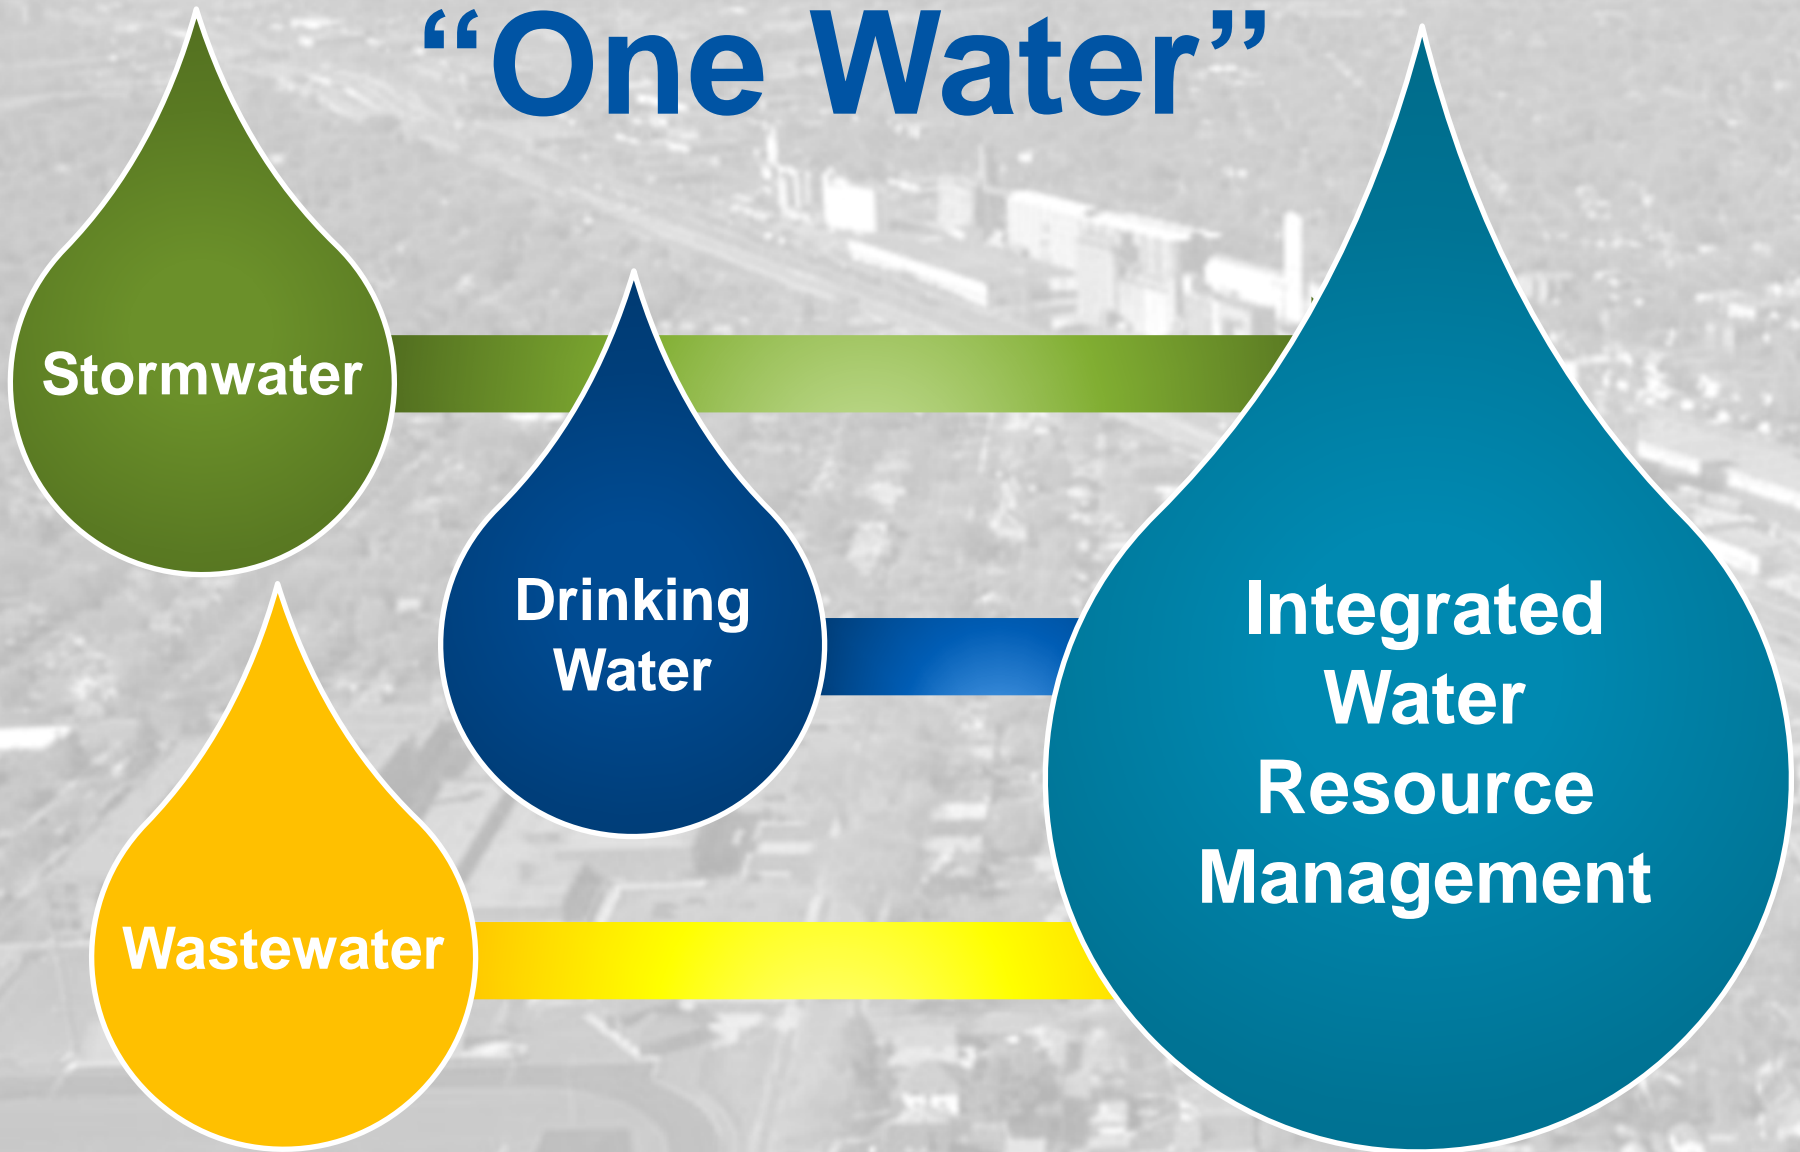 “One Water”
Stormwater
Drinking
Water
Wastewater
Integrated
Water
Resource
Management